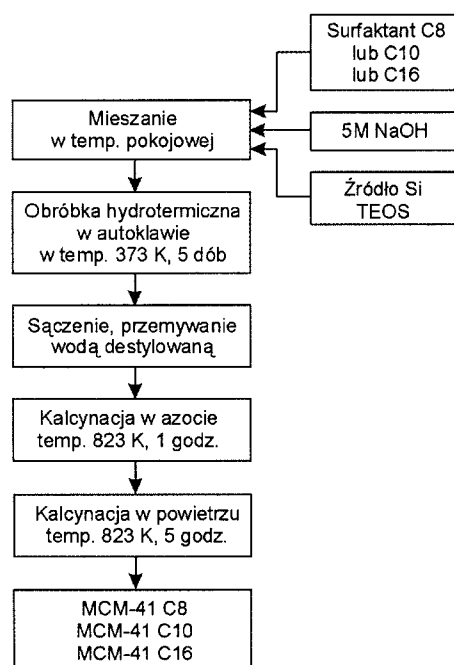 Surfaktant C8
lub C10
lub C16
Mieszanie
w temp. pokojowej
5M NaOH
Źródło Si
TEOS
Obróbka hydrotermiczna
w autoklawie
w temp. 373 K, 5 dób
Sączenie, przemywanie
wodą destylowaną
Kalcynacja w azocie
temp. 823 K, 1 godz.
Kalcynacja w powietrzu
temp. 823 K, 5 godz.
MCM-41 C8
MCM-41 C10
MCM-41 C16